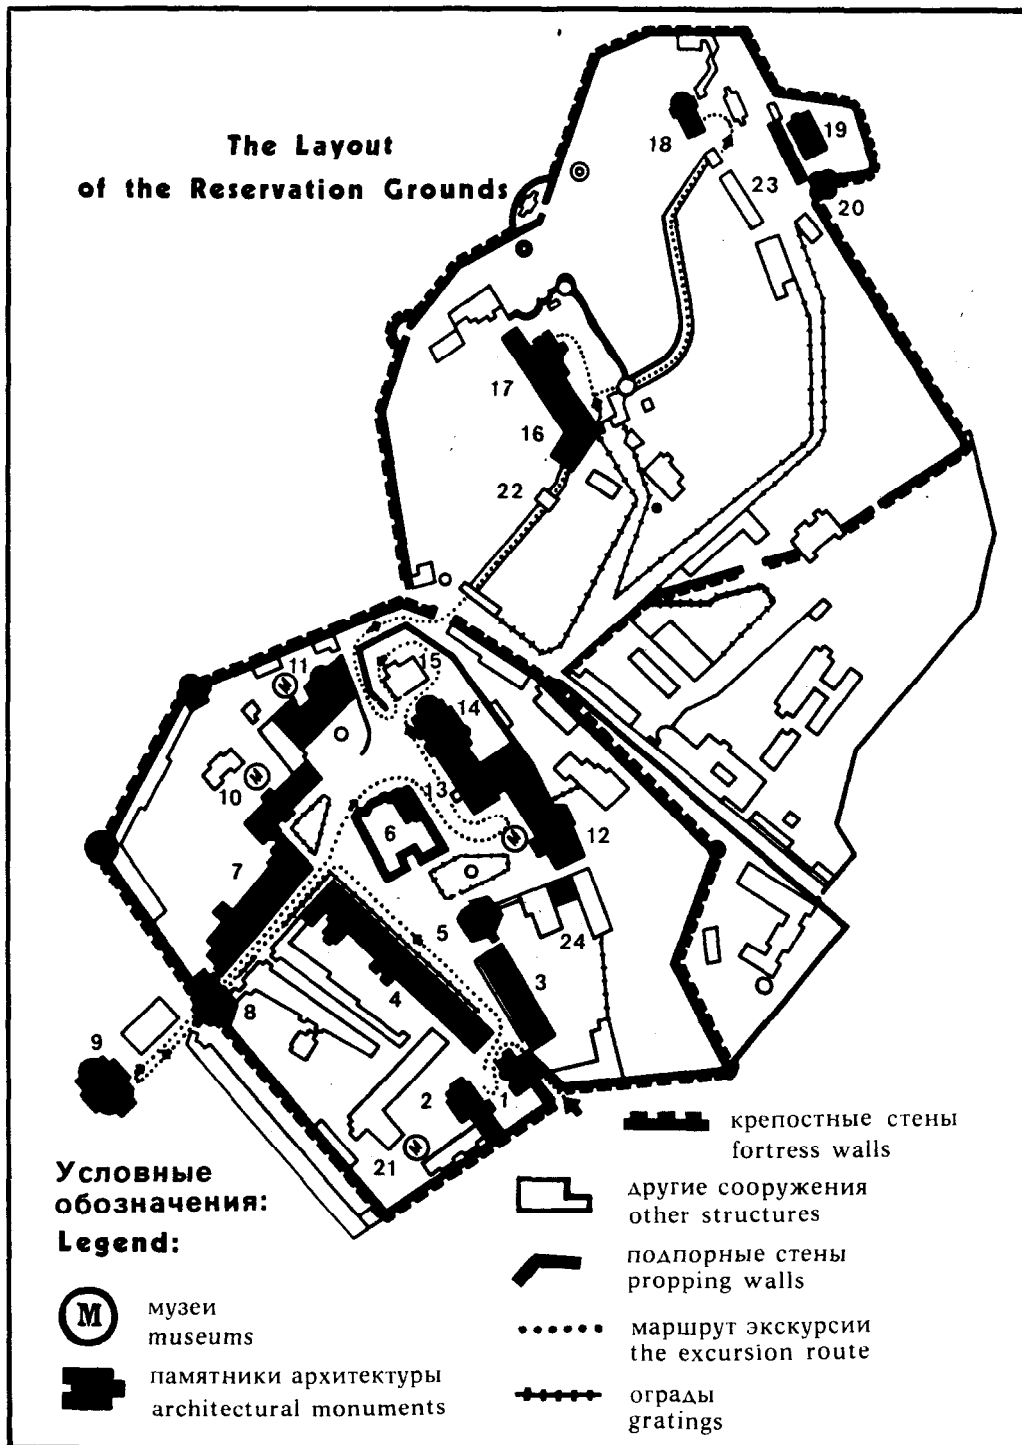 The Layout
of the Reservation Grounds
18
19
23
20
17
16
22
11
M
15
14
10
M
13
6
M
12
7
5
24
3
4
8
9
2
1
21
M
крепостные стены
fortress walls
Условные
обозначения:
Legend:
другие сооружения
other structures
подпорные стены
propping walls
M
музеи
museums
маршрут экскурсии
the excursion route
памятники архитектуры
architectural monuments
ограды
gratings